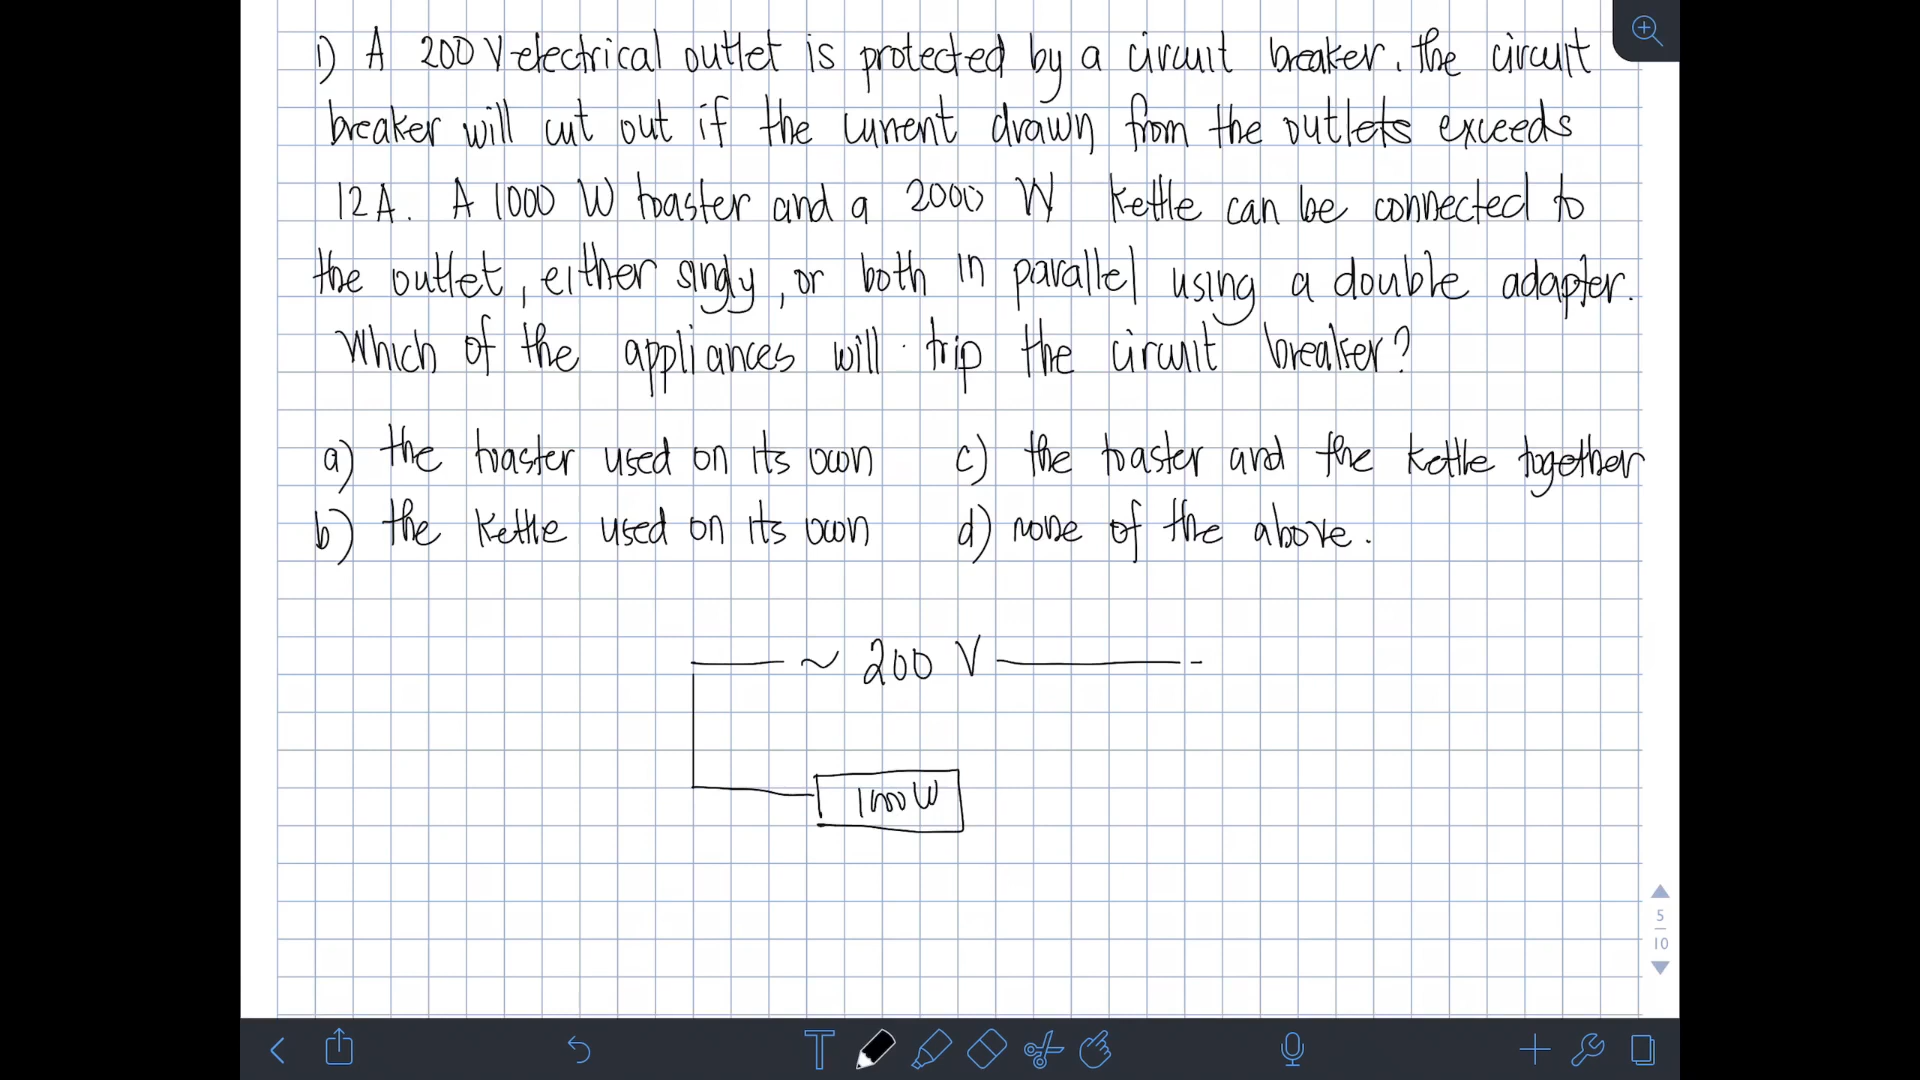 1) A 200 V electrical outlet is protected by a circuit breaker. The circuit
breaker will cut out if the current drawn from the outlets exceeds
12A. A 1000 W toaster and a 2000 W kettle can be connected to
the outlet, either singly, or both in parallel using a double adapter.
Which of the appliances will trip the circuit breaker?
a) the toaster used on its own c) the toaster and the kettle together
b) the kettle used on its own d) none of the above.
~ 200 V
1000 W
5
10
T